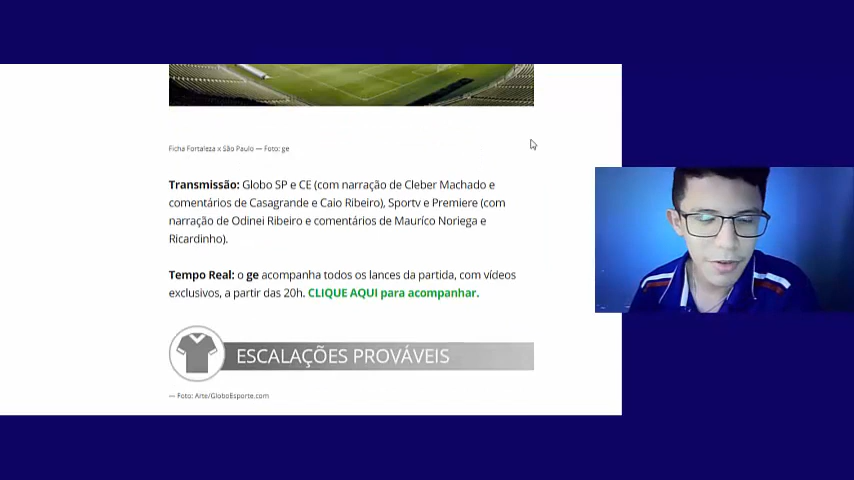 Ficha Fortaleza x São Paulo — Foto: ge
Transmissão: Globo SP e CE (com narração de Cleber Machado e
comentários de Casagrande e Caio Ribeiro), Sportv e Premiere (com
narração de Odinei Ribeiro e comentários de Mauríco Noriega e
Ricardinho).
Tempo Real: o ge acompanha todos os lances da partida, com vídeos
exclusivos, a partir das 20h. CLIQUE AQUI para acompanhar.
ESCALAÇÕES PROVÁVEIS
— Foto: Arte/GloboEsporte.com